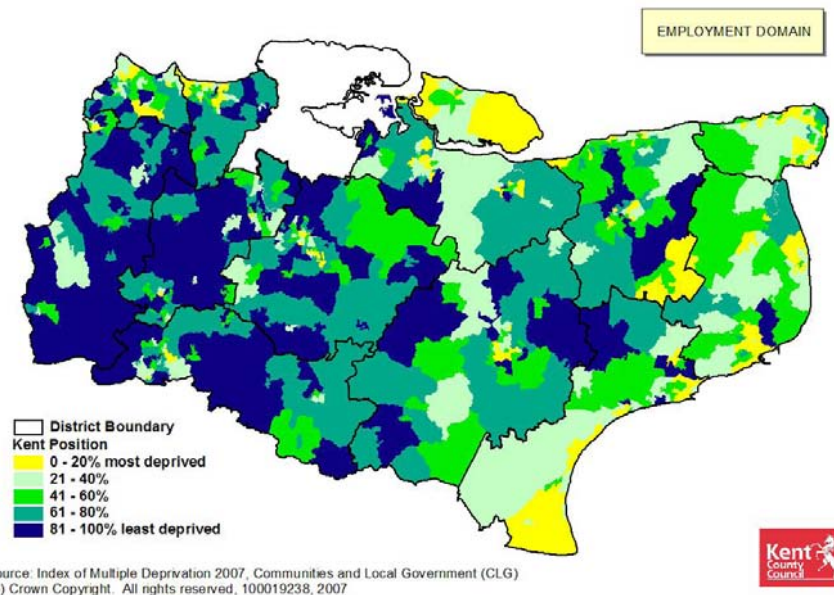 EMPLOYMENT DOMAIN
District Boundary
Kent Position
0 - 20% most deprived
21 - 40%
41 - 60%
61 - 80%
81 - 100% least deprived
Kent
County
Council
ource: Index of Multiple Deprivation 2007, Communities and Local Government (CLG)
) Crown Copyright. All rights reserved, 100019238, 2007